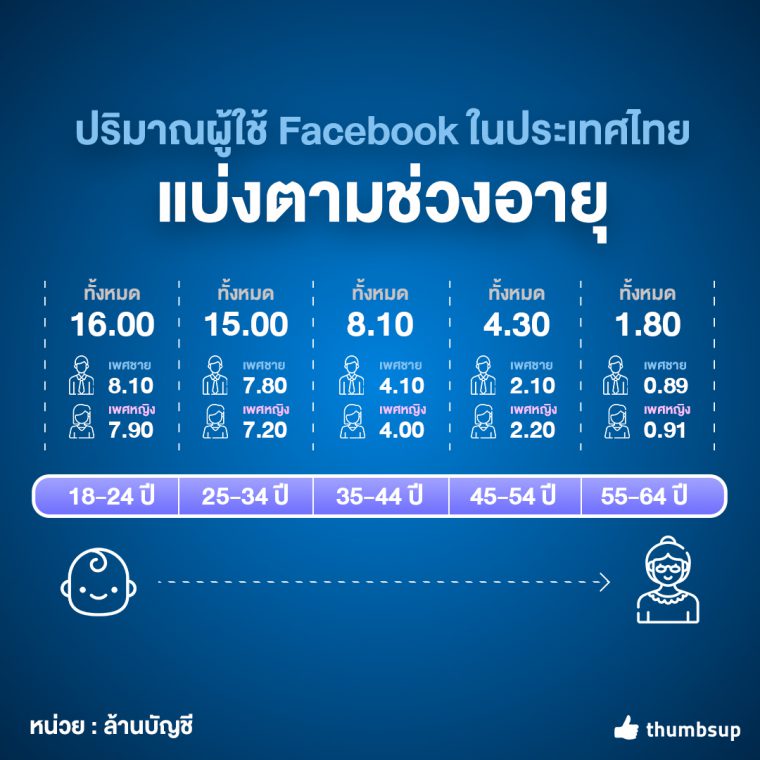 ปริมาณผู้ใช้ Facebook ในประเทศไทย
แบ่งตามช่วงอายุ
ทั้งหมด ทั้งหมด ทั้งหมด ทั้งหมด ทั้งหมด
16.00 15.00 8.10 4.30 1.80
เพศชาย เพศชาย เพศชาย เพศชาย เพศชาย
8.10 7.80 4.10 2.10 0.89
เพศหญิง เพศหญิง เพศหญิง เพศหญิง เพศหญิง
7.90 7.20 4.00 2.20 0.91
18-24 ปี 25-34 ปี 35-44 ปี 45-54 ปี 55-64 ปี
หน่วย : ล้านบัญชี
thumbsup